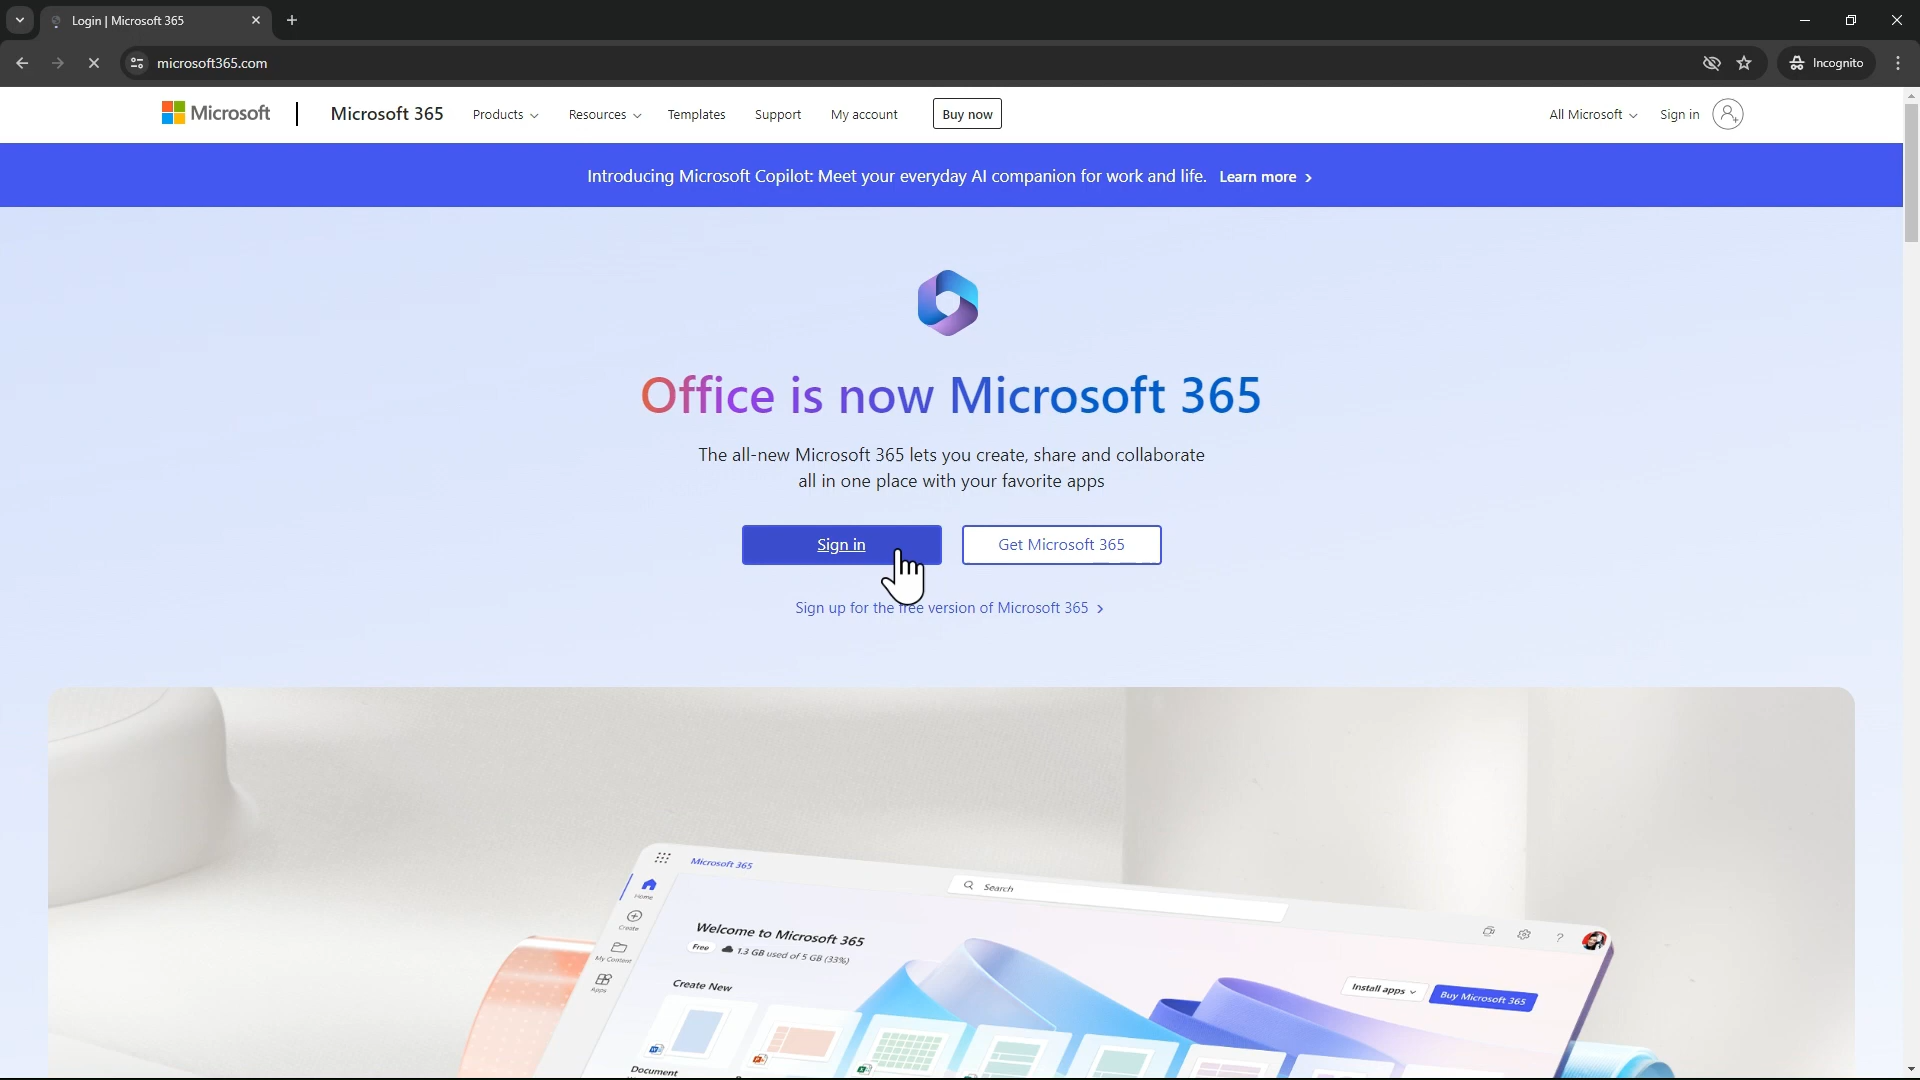 Login | Microsoft 365
microsoft365.com
Incognito
Microsoft
Microsoft 365
Products
Resources
Templates
Support
My account
Buy now
All Microsoft
Sign in
Introducing Microsoft Copilot: Meet your everyday AI companion for work and life. Learn more
Office is now Microsoft 365
The all-new Microsoft 365 lets you create, share and collaborate
all in one place with your favorite apps
Sign in
Get Microsoft 365
Sign up for the free version of Microsoft 365
Microsoft 365
Search
Home
Create
My Content
Apps
Welcome to Microsoft 365
Free 1.3 GB used of 5 GB (33%)
Install apps
Buy Microsoft 365
Create New
Document